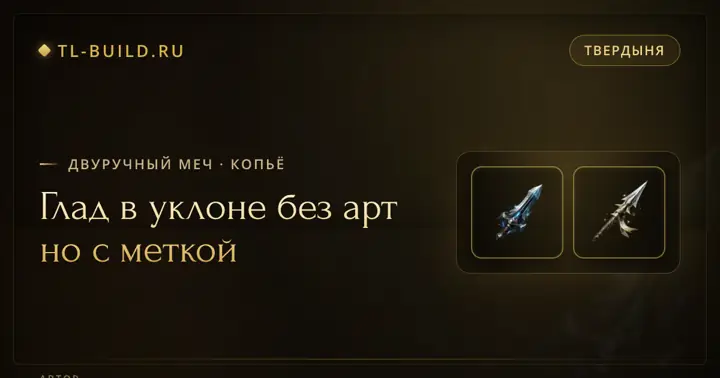 TL-BUILD.RU
ТВЕРДЫНЯ
ДВУРУЧНЫЙ МЕЧ · КОПЬЁ
Глад в уклоне без арт
но с меткой